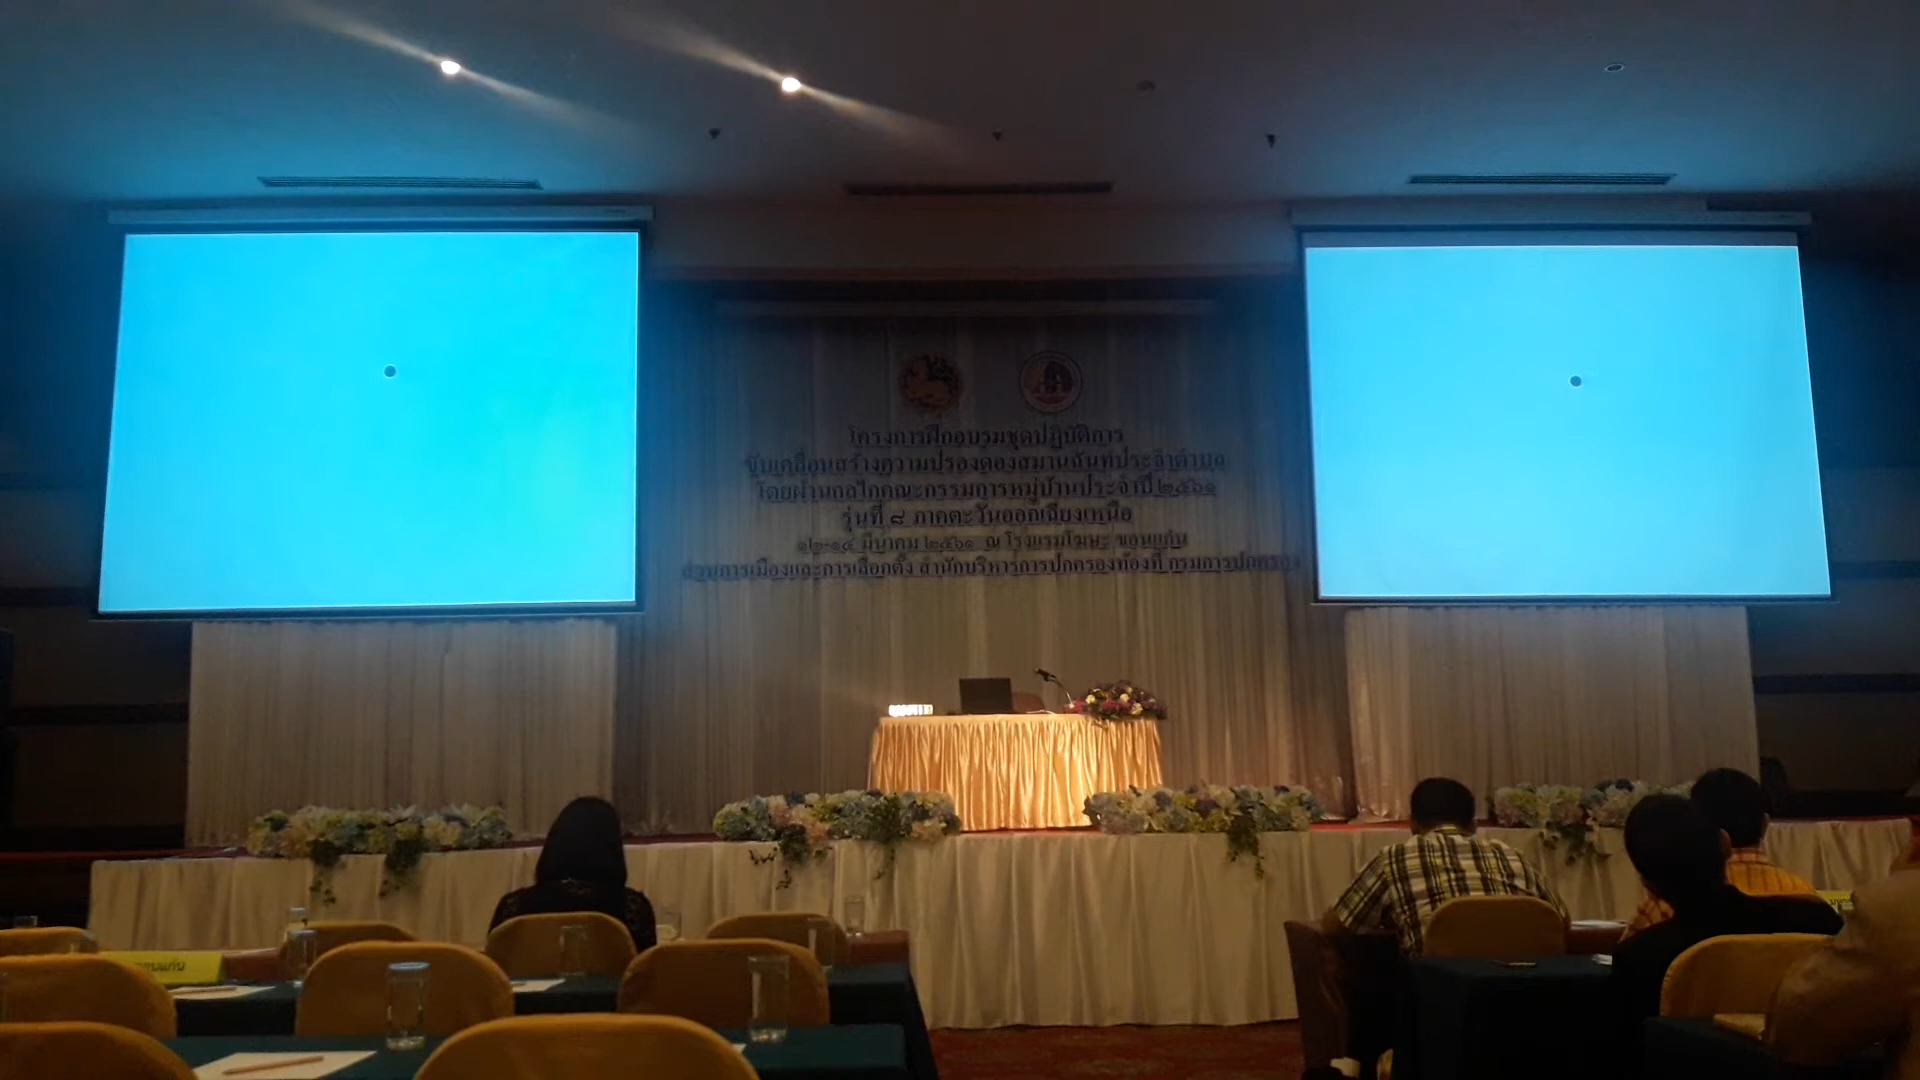 โครงการฝึกอบรมชุดปฏิบัติการ
ขับเคลื่อนสร้างความปรองดองสมานฉันท์ประจำตำบล
โดยผ่านกลไกคณะกรรมการหมู่บ้านประจำปี ๒๕๖๑
รุ่นที่ ๘ ภาคตะวันออกเฉียงเหนือ
๑๒-๑๔ มีนาคม ๒๕๖๑ ณ โรงแรมโฆษะ ขอนแก่น
ส่วนการเมืองและการเลือกตั้ง สำนักบริหารการปกครองท้องที่ กรมการปกครอง
ขอนแก่น